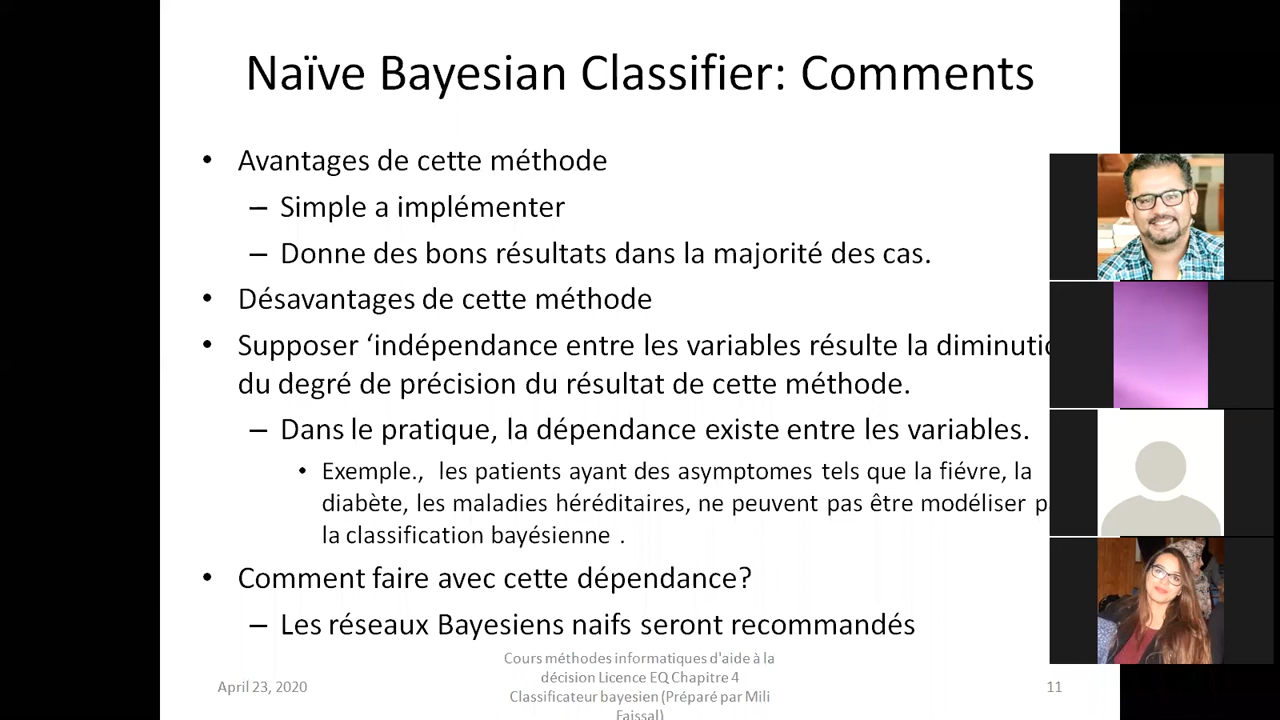 Naïve Bayesian Classifier: Comments
• Avantages de cette méthode
– Simple a implémenter
– Donne des bons résultats dans la majorité des cas.
• Désavantages de cette méthode
• Supposer ‘indépendance entre les variables résulte la
du degré de précision du résultat de cette méthode.
– Dans le pratique, la dépendance existe entre les variables.
• Exemple., les patients ayant des asymptomes tels que la fiévre, la
diabète, les maladies héréditaires, ne peuvent pas être modéliser
la classification bayésienne .
• Comment faire avec cette dépendance?
– Les réseaux Bayesiens naifs seront recommandés
Cours méthodes informatiques d'aide à la
décision Licence EQ Chapitre 4
Classificateur bayesien (Préparé par Mili
Faissal)
April 23, 2020
11